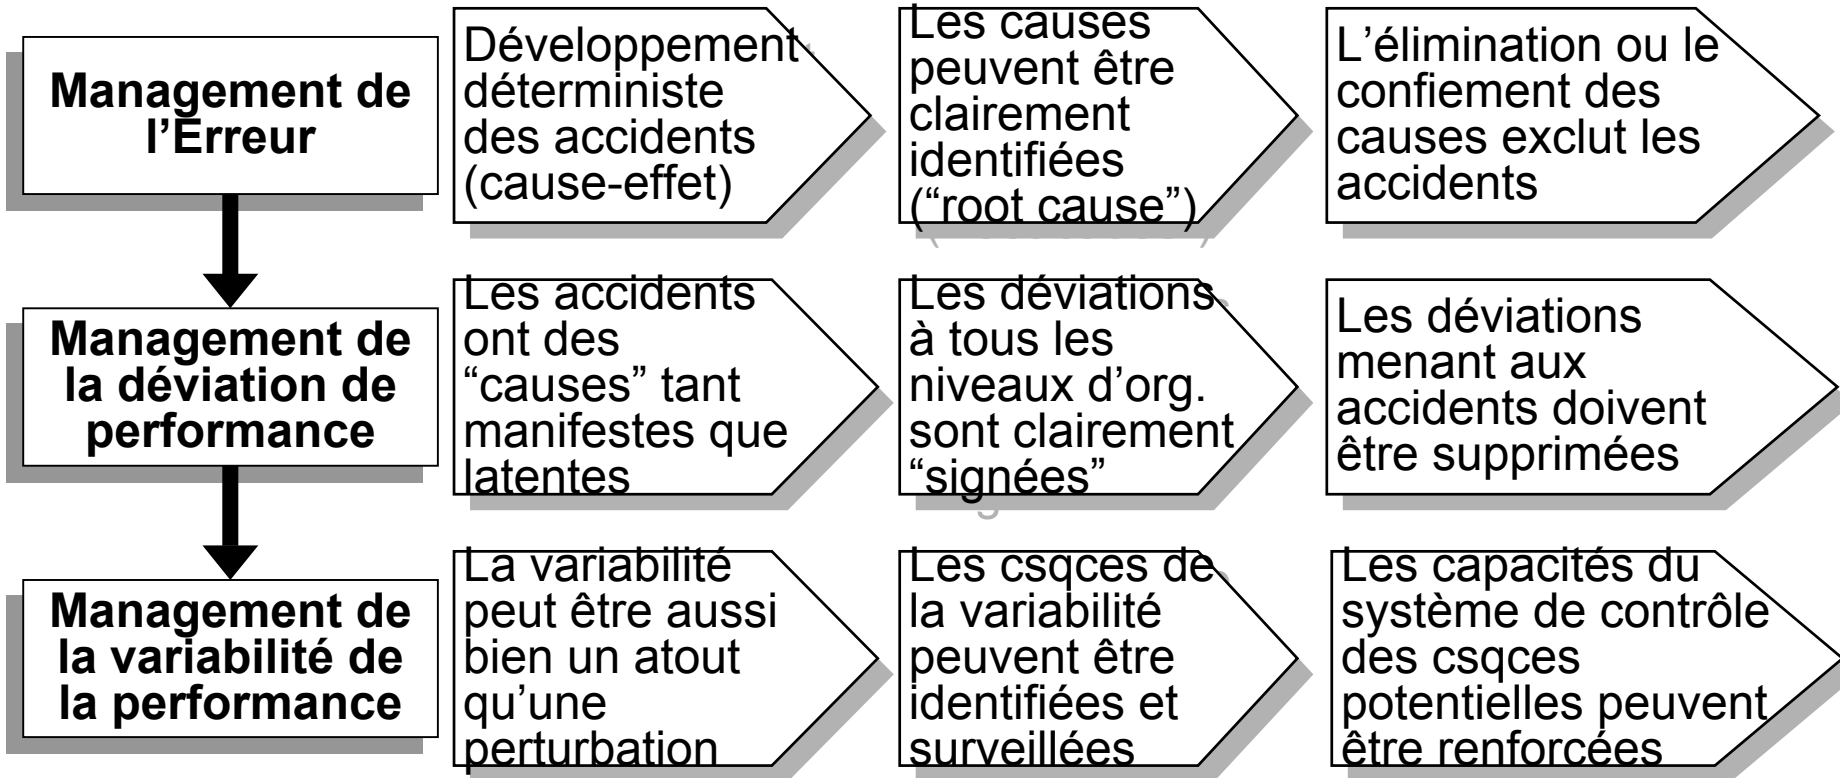 Management de
l’Erreur
Développement
déterministe
des accidents
(cause-effet)
Les causes
peuvent être
clairement
identifiées
(“root cause”)
L’élimination ou le
confiement des
causes exclut les
accidents
Management de
la déviation de
performance
Les accidents
ont des
“causes” tant
manifestes que
latentes
Les déviations
à tous les
niveaux d’org.
sont clairement
“signées”
Les déviations
menant aux
accidents doivent
être supprimées
Management de
la variabilité de
la performance
La variabilité
peut être aussi
bien un atout
qu’une
perturbation
Les csqces de
la variabilité
peuvent être
identifiées et
surveillées
Les capacités du
système de contrôle
des csqces
potentielles peuvent
être renforcées